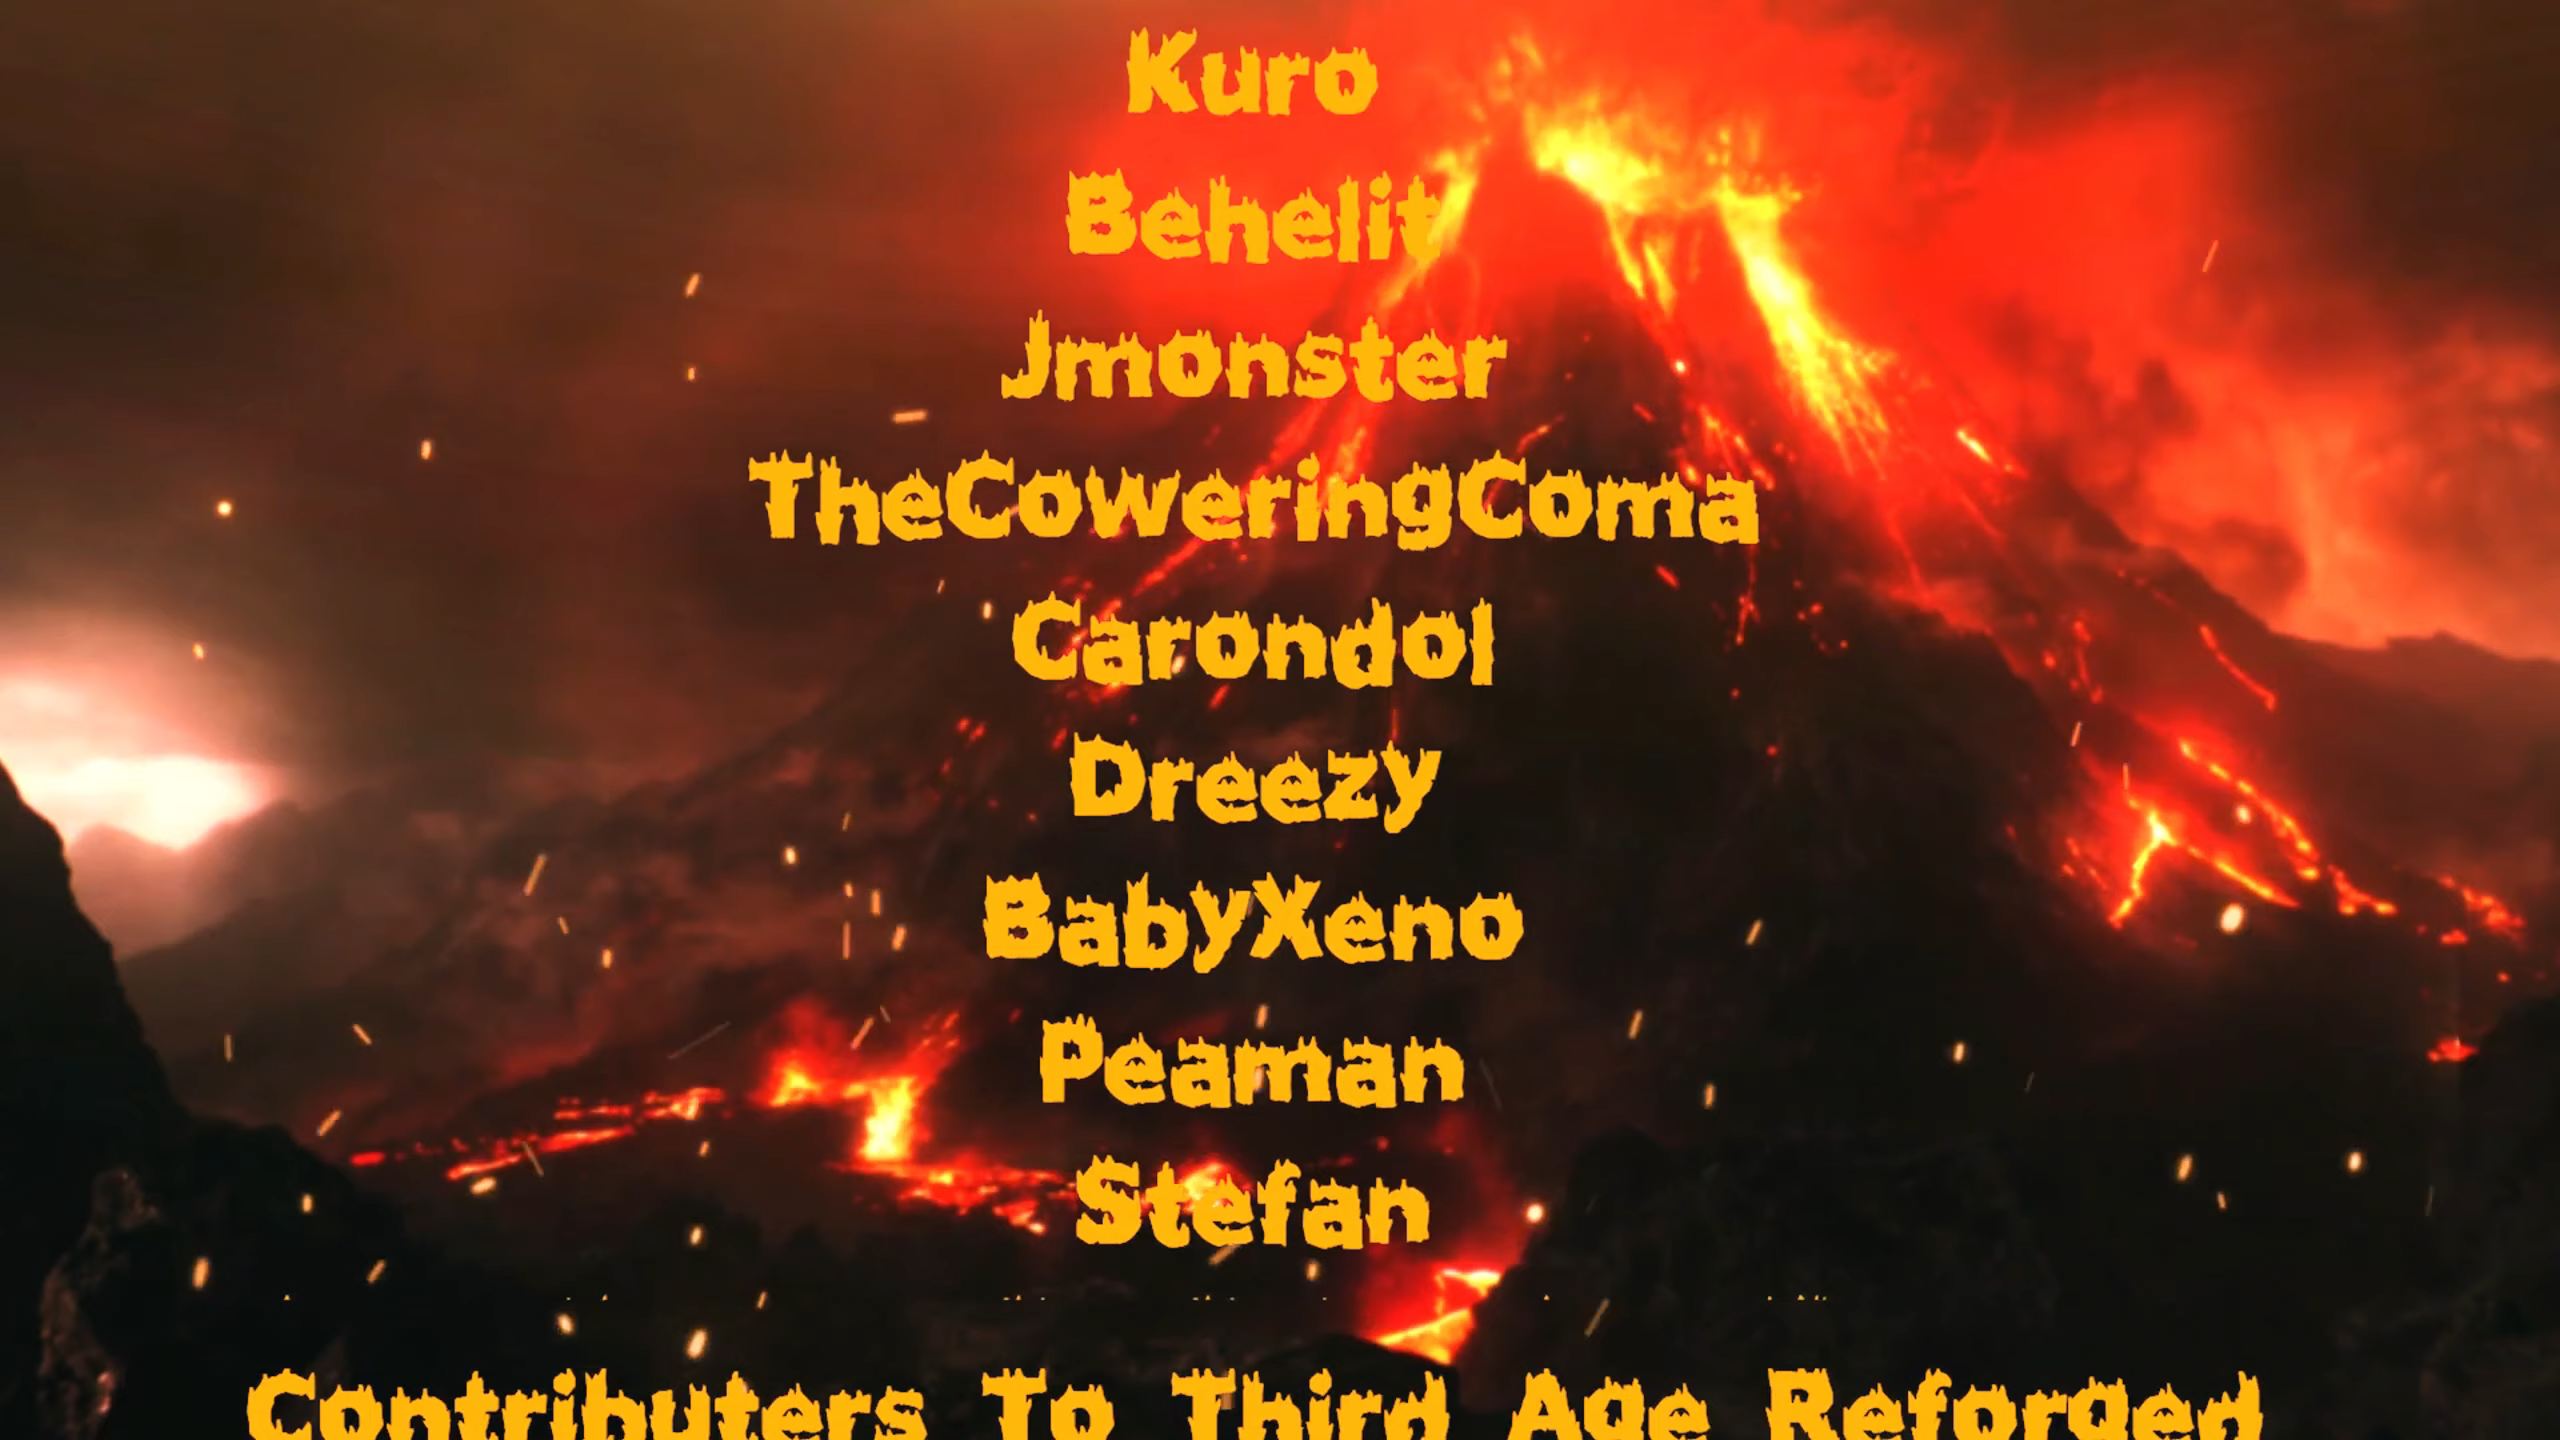 Kuro
Behelit
Jmonster
TheCoweringComa
Carondol
Dreezy
BabyXeno
Peaman
Stefan
Contributers To Third Age Reforged